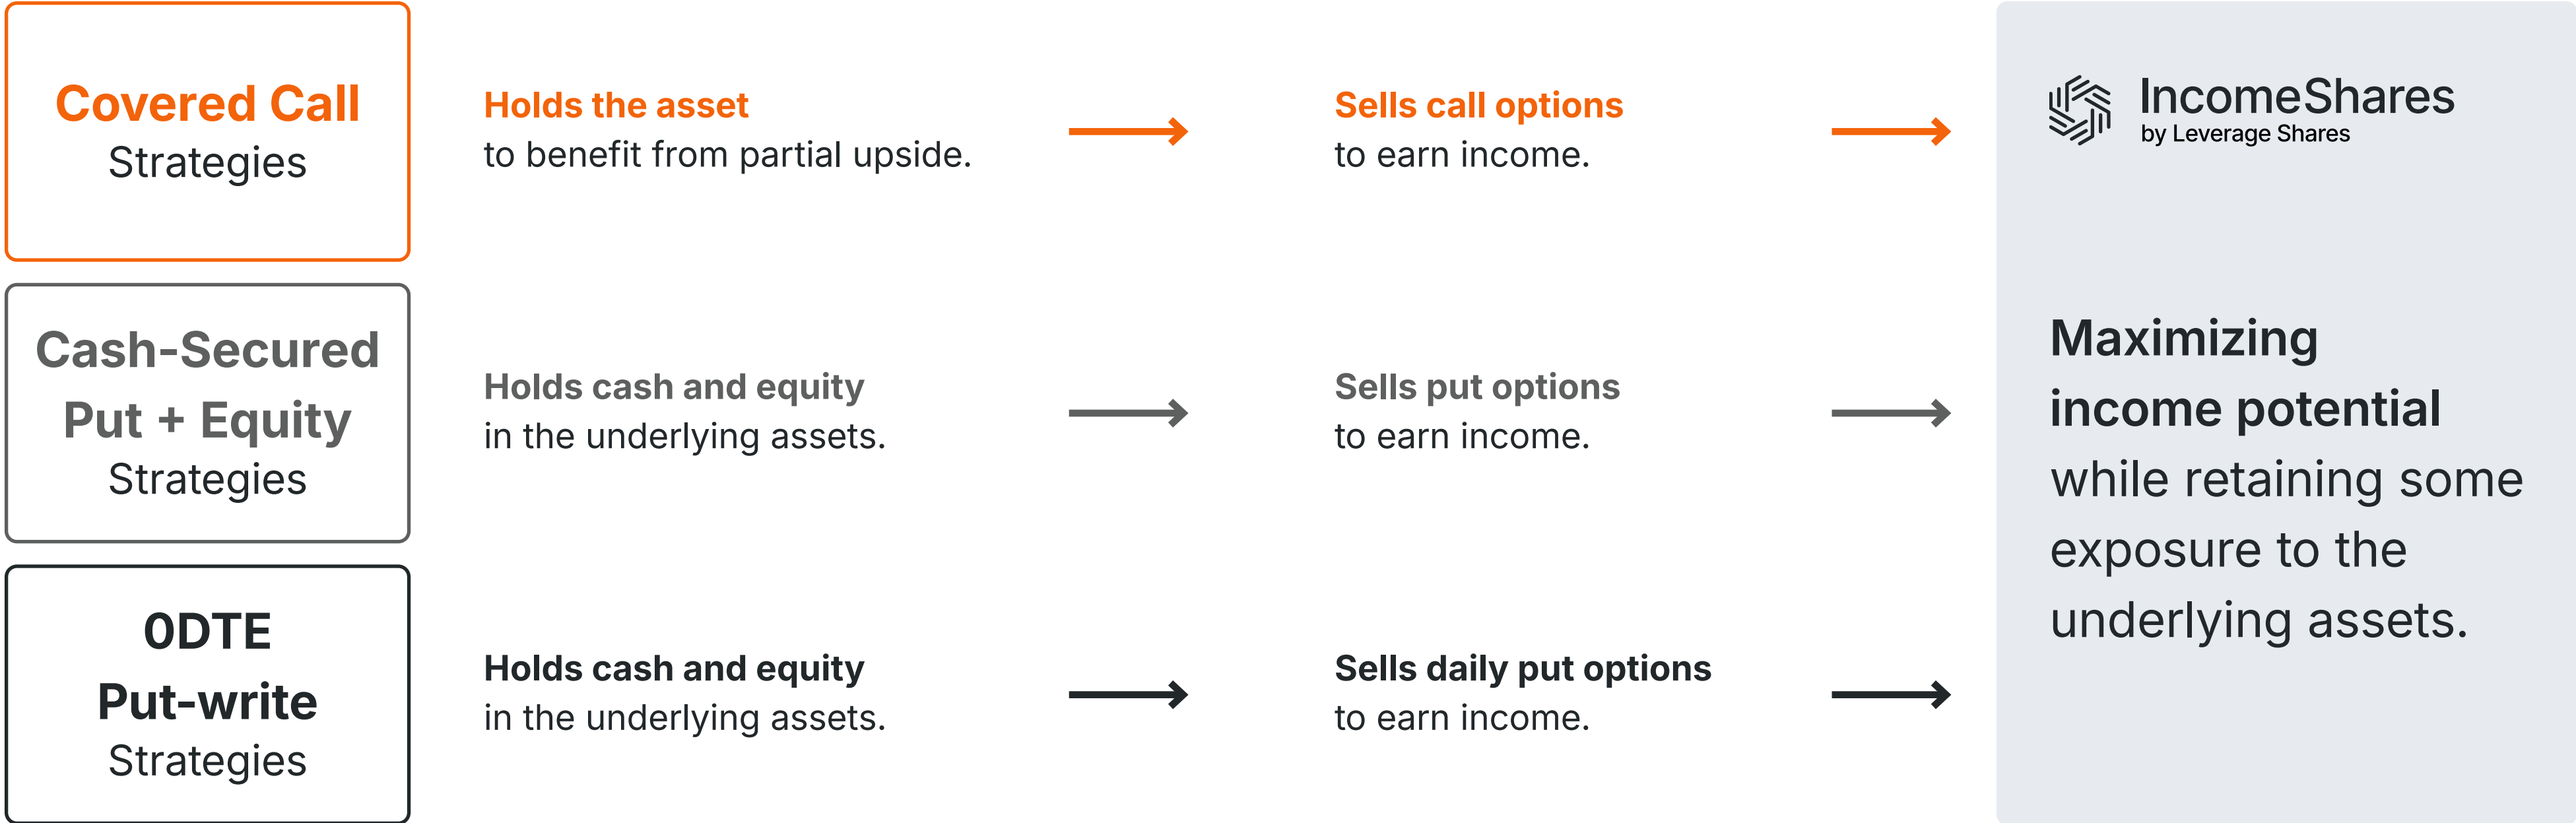 Covered Call
Strategies
Holds the asset
to benefit from partial upside.
Sells call options
to earn income.
Cash-Secured
Put + Equity
Strategies
Holds cash and equity
in the underlying assets.
Sells put options
to earn income.
0DTE
Put-write
Strategies
Holds cash and equity
in the underlying assets.
Sells daily put options
to earn income.
IncomeShares
by Leverage Shares
Maximizing
income potential
while retaining some
exposure to the
underlying assets.